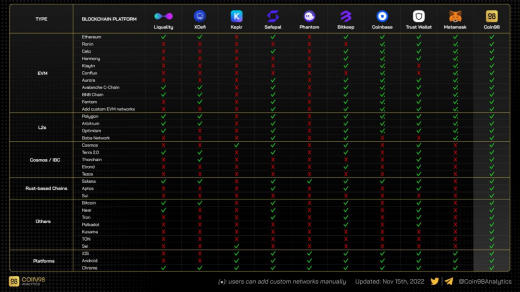 TYPE BLOCKCHAIN PLATFORM Liquality XDefi Keplr Safepal Phantom Bitkeep Coinbase Trust Wallet Metamask Coin98
EVM
Ethereum
Ronin
Celo
Harmony
Klaytn
Conflux
Aurora
Avalanche C-Chain
BNB Chain
Fantom
Add custom EVM networks
L2s
Polygon
Arbitrum
Optimism
Boba Network
Cosmos / IBC
Cosmos
Terra 2.0
Thorchain
Elrond
Tezos
Rust-based Chains
Solana
Aptos
Sui
Others
Bitcoin
Near
Tron
Polkadot
Kusama
TON
Sei
Platforms
iOS
Android
Chrome
98 COIN98 ANALYTICS (•): users can add custom networks manually Updated: Nov 15th, 2022 @Coin98Analytics